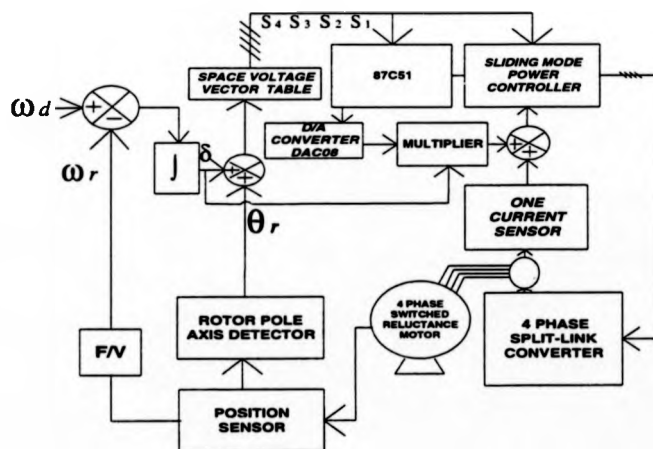 S4 S3 S2 S1
SPACE VOLTAGE
VECTOR TABLE
87C51
SLIDING MODE
POWER
CONTROLLER
ωd
+
−
ωr
∫
δ
D/A
CONVERTER
DAC08
MULTIPLIER
θr
ONE
CURRENT
SENSOR
4 PHASE
SWITCHED
RELUCTANCE
MOTOR
4 PHASE
SPLIT-LINK
CONVERTER
ROTOR POLE
AXIS DETECTOR
F/V
POSITION
SENSOR